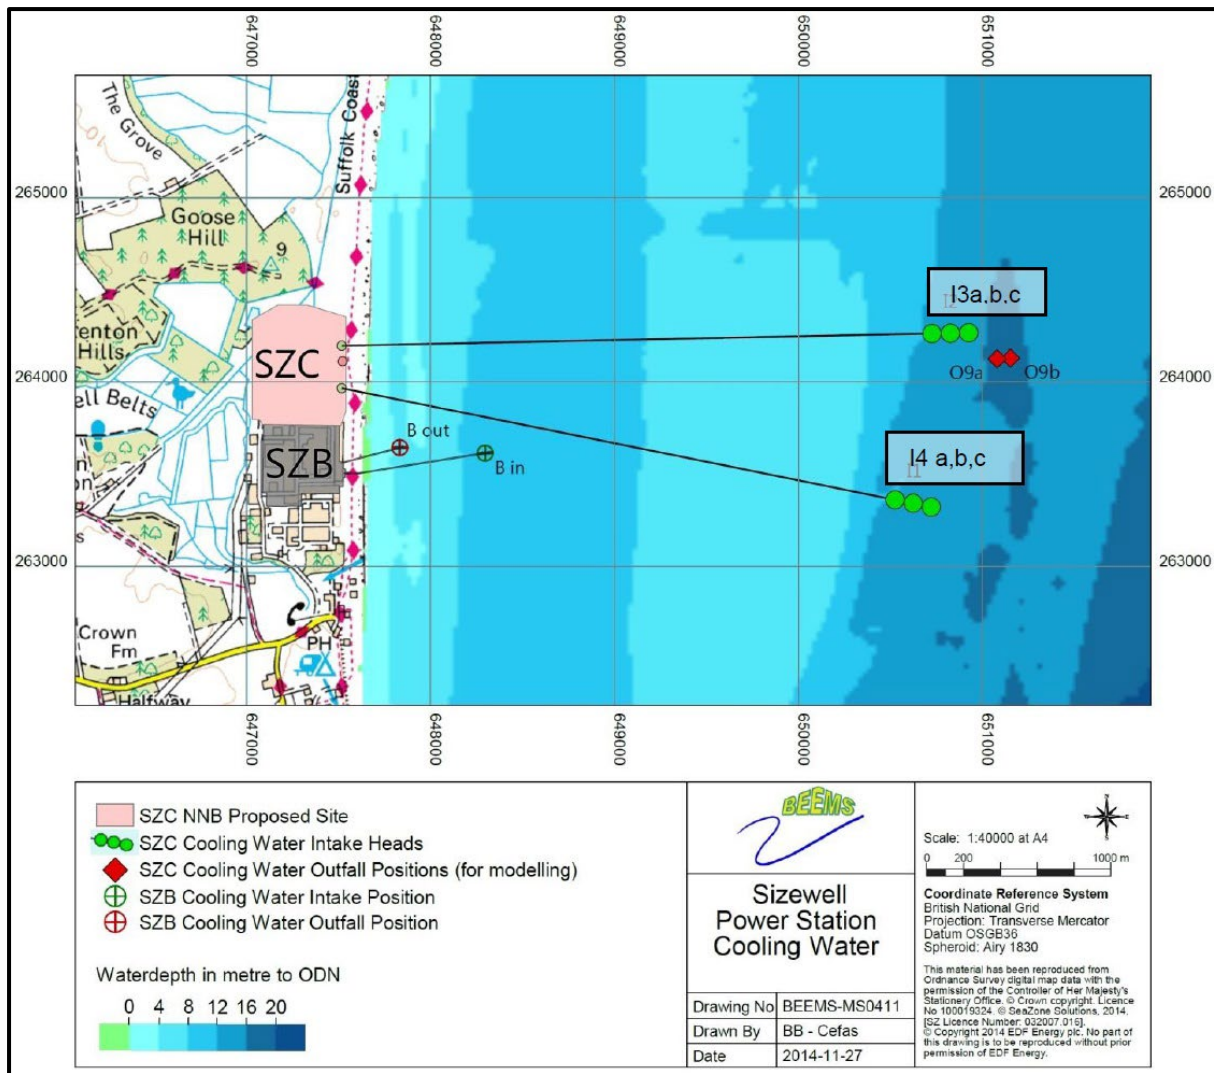 647000
648000
649000
650000
651000
The Grove
Suffolk Coast
265000
265000
Goose
Hill
9
I3a,b,c
I2
enton
Hills
SZC
264000
264000
O9a
O9b
ell Belts
B out
I4 a,b,c
I1
SZB
B in
263000
263000
s
n
on
Crown
Fm
PH
Halfway
647000
648000
649000
650000
651000
SZC NNB Proposed Site
SZC Cooling Water Intake Heads
SZC Cooling Water Outfall Positions (for modelling)
SZB Cooling Water Intake Position
SZB Cooling Water Outfall Position
Waterdepth in metre to ODN
0 4 8 12 16 20
BEEMS
Sizewell
Power Station
Cooling Water
Drawing No BEEMS-MS0411
Drawn By BB - Cefas
Date 2014-11-27
Scale: 1:40000 at A4
0 200 1000 m
Coordinate Reference System
British National Grid
Projection: Transverse Mercator
Datum OSGB36
Spheroid: Airy 1830
This material has been reproduced from
Ordnance Survey digital map data with the
permission of the Controller of Her Majesty's
Stationery Office. © Crown copyright. Licence
No 100019324. © SeaZone Solutions, 2014.
[SZ Licence Number: 032007.016].
© Copyright 2014 EDF Energy plc. No part of
this drawing is to be reproduced without prior
permission of EDF Energy.